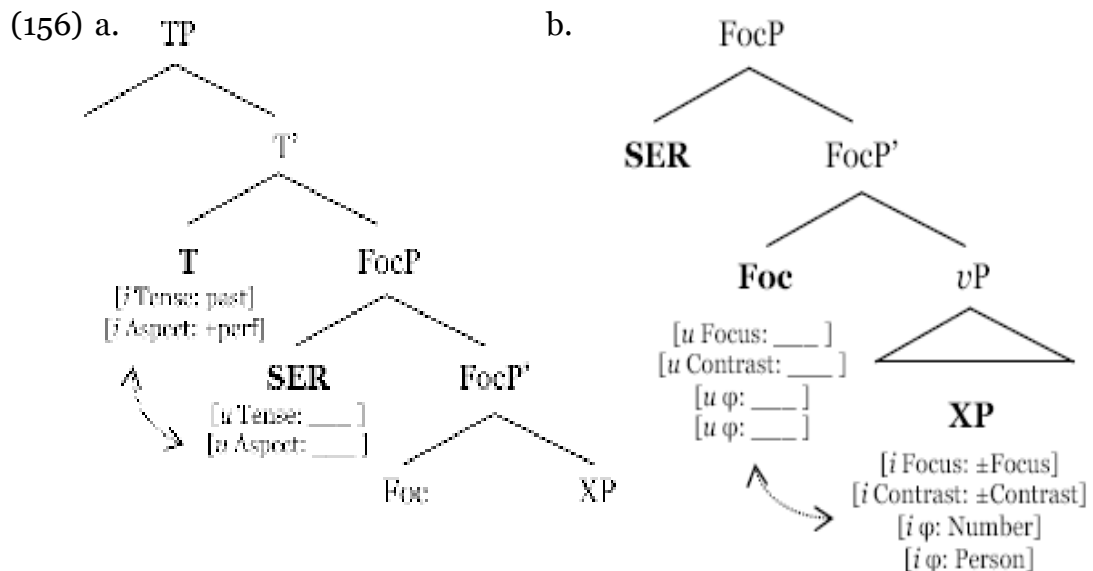 (156) a.
TP
T'
T
[i Tense: past]
[i Aspect: +perf]
FocP
SER
[u Tense: ___ ]
[u Aspect: ___ ]
FocP'
Foc
XP
b.
FocP
SER
FocP'
Foc
[u Focus: ___ ]
[u Contrast: ___ ]
[u φ: ___ ]
[u φ: ___ ]
vP
XP
[i Focus: ±Focus]
[i Contrast: ±Contrast]
[i φ: Number]
[i φ: Person]